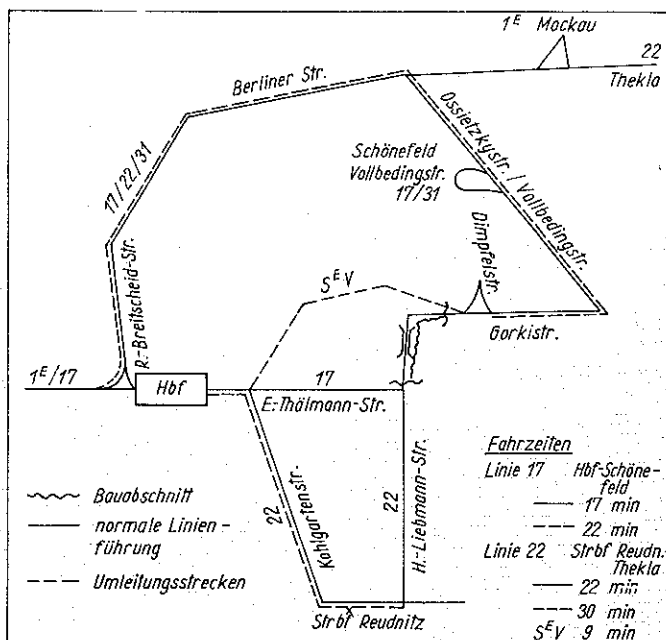 1E Mockau
22
Thekla
Berliner Str.
Ossietzkystr. / Vollbedingstr.
17/22/31
Schönefeld
Vollbedingstr.
17/31
Dimpfelstr.
SEV
Gorkistr.
R.-Breitscheid-Str.
1E/17
Hbf
17
E.-Thälmann-Str.
22
Kohlgartenstr.
22
H.-Liebmann-Str.
Strbf Reudnitz
Bauabschnitt
normale Linien-
führung
Umleitungsstrecken
Fahrzeiten
Linie 17 Hbf-Schöne-
feld
17 min
22 min
Linie 22 Strbf Reudn.-
Thekla
22 min
30 min
SEV 9 min